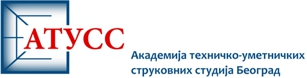 АТУСС
Академија техничко-уметничких
струковних студија Београд